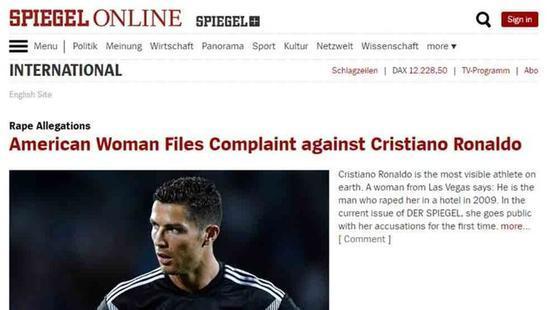 SPIEGEL ONLINE SPIEGEL+ Sign in
Menu | Politik Meinung Wirtschaft Panorama Sport Kultur Netzwelt Wissenschaft more ▼
INTERNATIONAL Schlagzeilen | DAX 12.228,50 | TV-Programm | Abo
English Site
Rape Allegations
American Woman Files Complaint against Cristiano Ronaldo
Cristiano Ronaldo is the most visible athlete on
earth. A woman from Las Vegas says: He is the
man who raped her in a hotel in 2009. In the
current issue of DER SPIEGEL, she goes public
with her accusations for the first time. more...
[ Comment ]